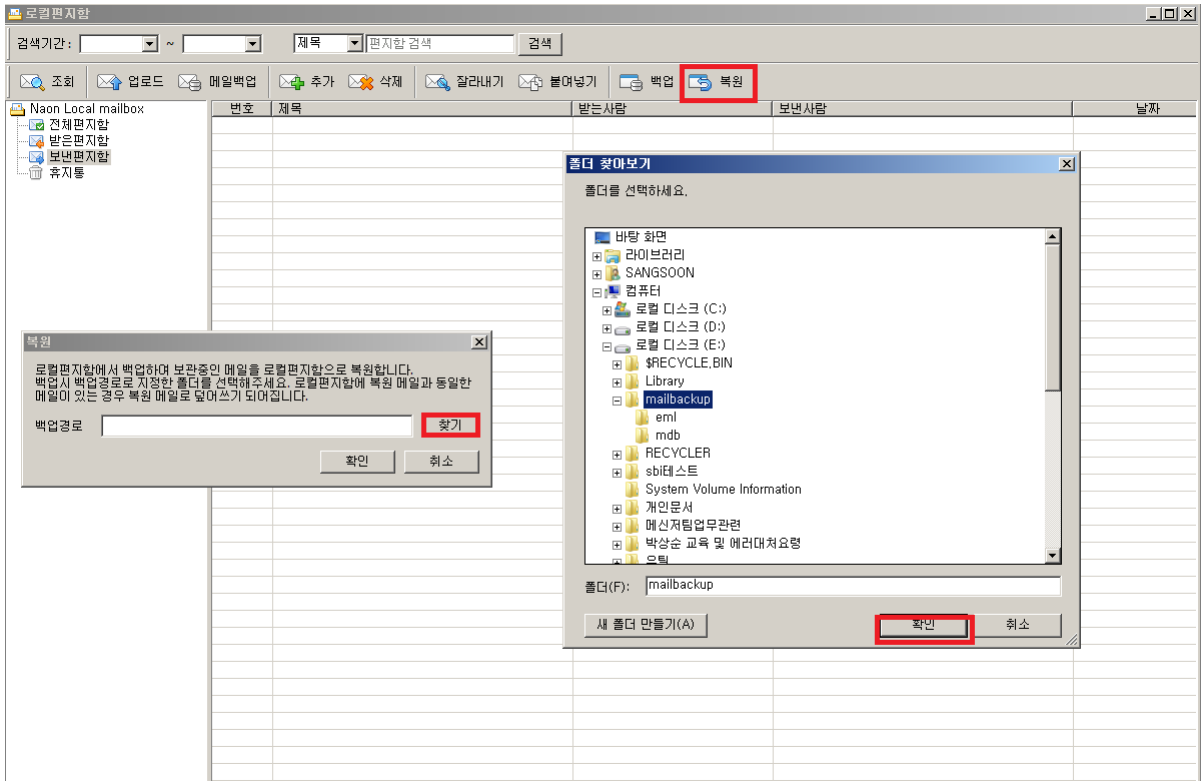 로컬편지함
검색기간: ~ 제목 편지함 검색 검색
조회 업로드 메일백업 추가 삭제 잘라내기 붙여넣기 백업 복원
Naon Local mailbox
전체편지함
받은편지함
보낸편지함
휴지통
번호 제목 받는사람 보낸사람 날짜
복원
로컬편지함에서 백업하여 보관중인 메일을 로컬편지함으로 복원합니다.
백업시 백업경로로 지정한 폴더를 선택해주세요. 로컬편지함에 복원 메일과 동일한
메일이 있는 경우 복원 메일로 덮어쓰기 되어집니다.
백업경로 찾기
확인 취소
폴더 찾아보기
폴더를 선택하세요.
바탕 화면
라이브러리
SANGSOON
컴퓨터
로컬 디스크 (C:)
로컬 디스크 (D:)
로컬 디스크 (E:)
$RECYCLE.BIN
Library
mailbackup
eml
mdb
RECYCLER
sbi테스트
System Volume Information
개인문서
메신저팀업무관련
박상순 교육 및 에러대처요령
유틸
폴더(F): mailbackup
새 폴더 만들기(A) 확인 취소